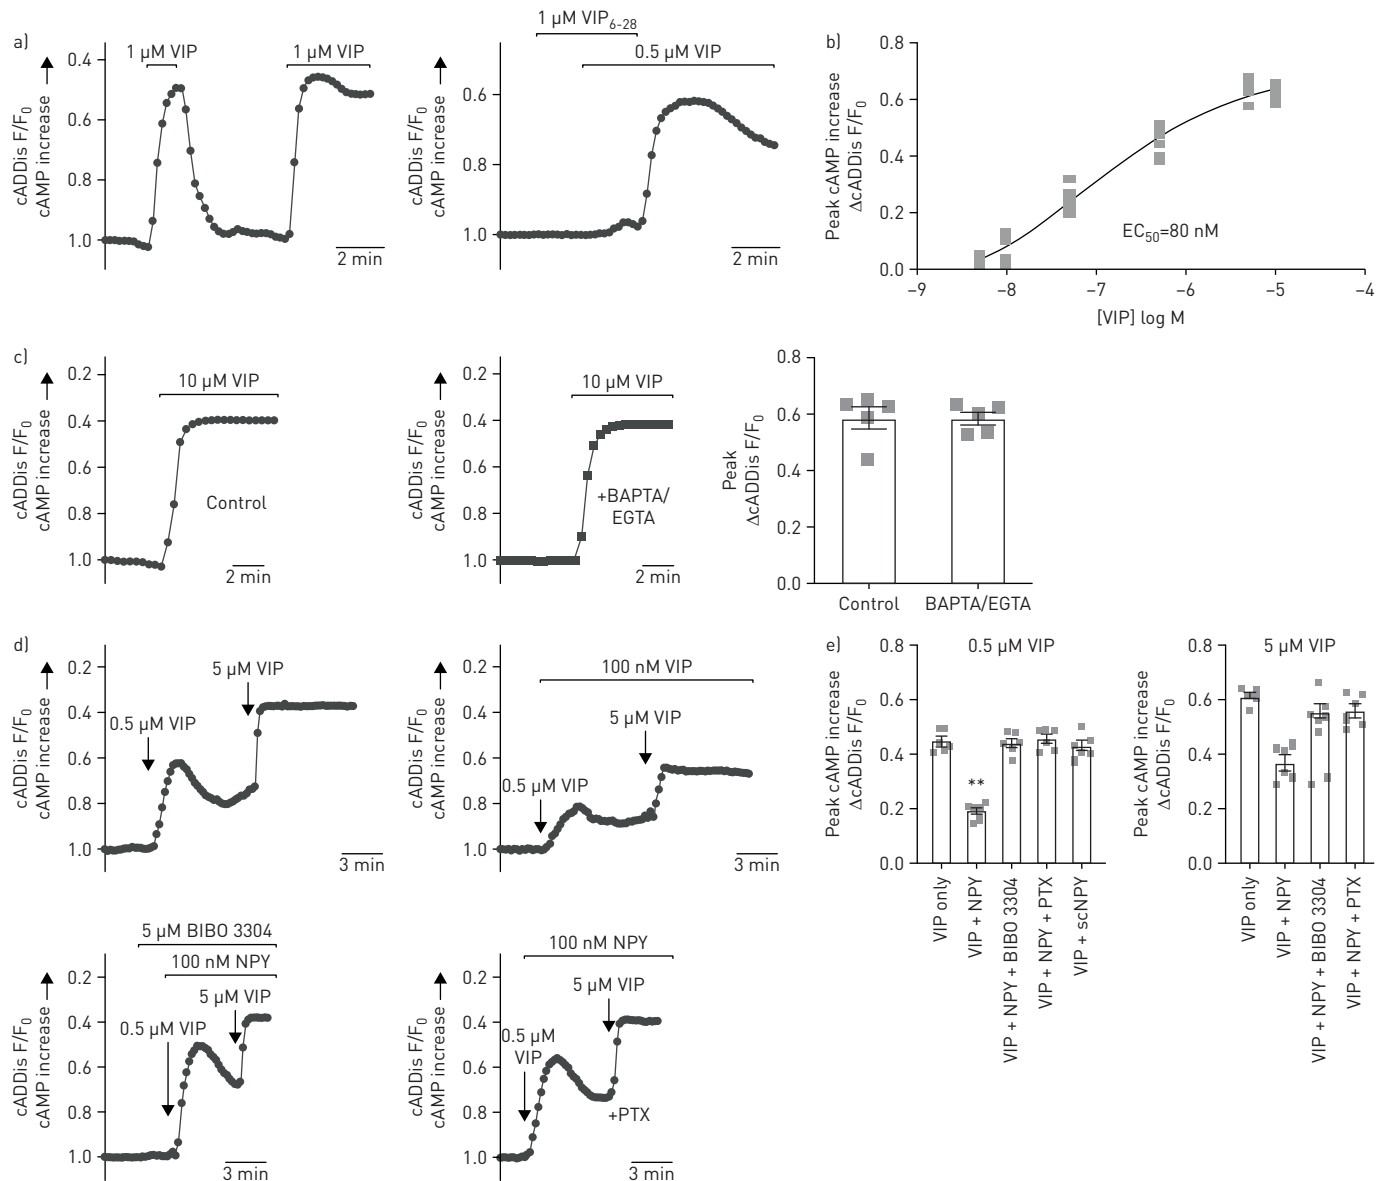 a)
1 µM VIP
1 µM VIP
cADDis F/F0
cAMP increase
0.4
0.6
0.8
1.0
2 min
1 µM VIP6-28
0.5 µM VIP
cADDis F/F0
cAMP increase
0.6
0.8
1.0
2 min
b)
Peak cAMP increase
ΔcADDis F/F0
0.8
0.6
0.4
0.2
0.0
EC50=80 nM
–9 –8 –7 –6 –5 –4
[VIP] log M
c)
10 µM VIP
cADDis F/F0
cAMP increase
0.2
0.4
0.6
0.8
1.0
Control
2 min
10 µM VIP
cADDis F/F0
cAMP increase
0.2
0.4
0.6
0.8
1.0
+BAPTA/
EGTA
2 min
Peak
ΔcADDis F/F0
0.8
0.6
0.4
0.2
0.0
Control BAPTA/EGTA
d)
5 µM VIP
0.5 µM VIP
cADDis F/F0
cAMP increase
0.2
0.4
0.6
0.8
1.0
3 min
100 nM VIP
5 µM VIP
0.5 µM VIP
cADDis F/F0
cAMP increase
0.2
0.4
0.6
0.8
1.0
3 min
5 µM BIBO 3304
100 nM NPY
5 µM VIP
0.5 µM VIP
cADDis F/F0
cAMP increase
0.2
0.4
0.6
0.8
1.0
3 min
100 nM NPY
5 µM VIP
0.5 µM
VIP
cADDis F/F0
cAMP increase
0.2
0.4
0.6
0.8
1.0
+PTX
3 min
e)
0.5 µM VIP
Peak cAMP increase
ΔcADDis F/F0
0.8
0.6
0.4
0.2
0.0
**
VIP only
VIP + NPY
VIP + NPY + BIBO 3304
VIP + NPY + PTX
VIP + scNPY
5 µM VIP
Peak cAMP increase
ΔcADDis F/F0
0.8
0.6
0.4
0.2
0.0
VIP only
VIP + NPY
VIP + NPY + BIBO 3304
VIP + NPY + PTX